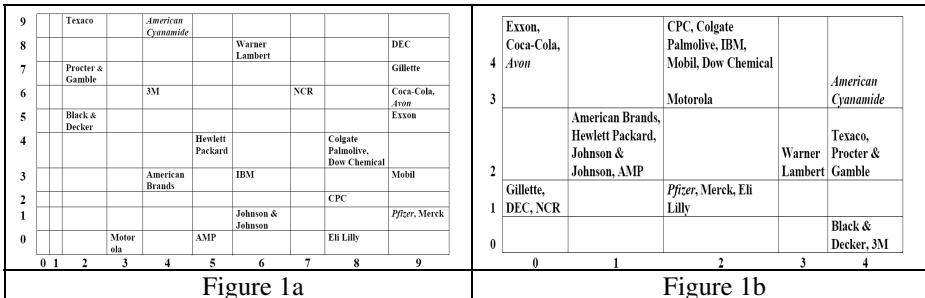 9 Texaco American
Cyanamide
8 Warner
Lambert DEC
7 Procter &
Gamble Gillette
6 3M NCR Coca-Cola,
Avon
5 Black &
Decker Exxon
4 Hewlett
Packard Colgate
Palmolive,
Dow Chemical
3 American
Brands IBM Mobil
2 CPC
1 Johnson &
Johnson Pfizer, Merck
0 Motor
ola AMP Eli Lilly
0 1 2 3 4 5 6 7 8 9
Figure 1a
4 Exxon,
Coca-Cola,
Avon CPC, Colgate
Palmolive, IBM,
Mobil, Dow Chemical
3 Motorola American
Cyanamide
2 American Brands,
Hewlett Packard,
Johnson &
Johnson, AMP Warner
Lambert Texaco,
Procter &
Gamble
1 Gillette,
DEC, NCR Pfizer, Merck, Eli
Lilly
0 Black &
Decker, 3M
0 1 2 3 4
Figure 1b